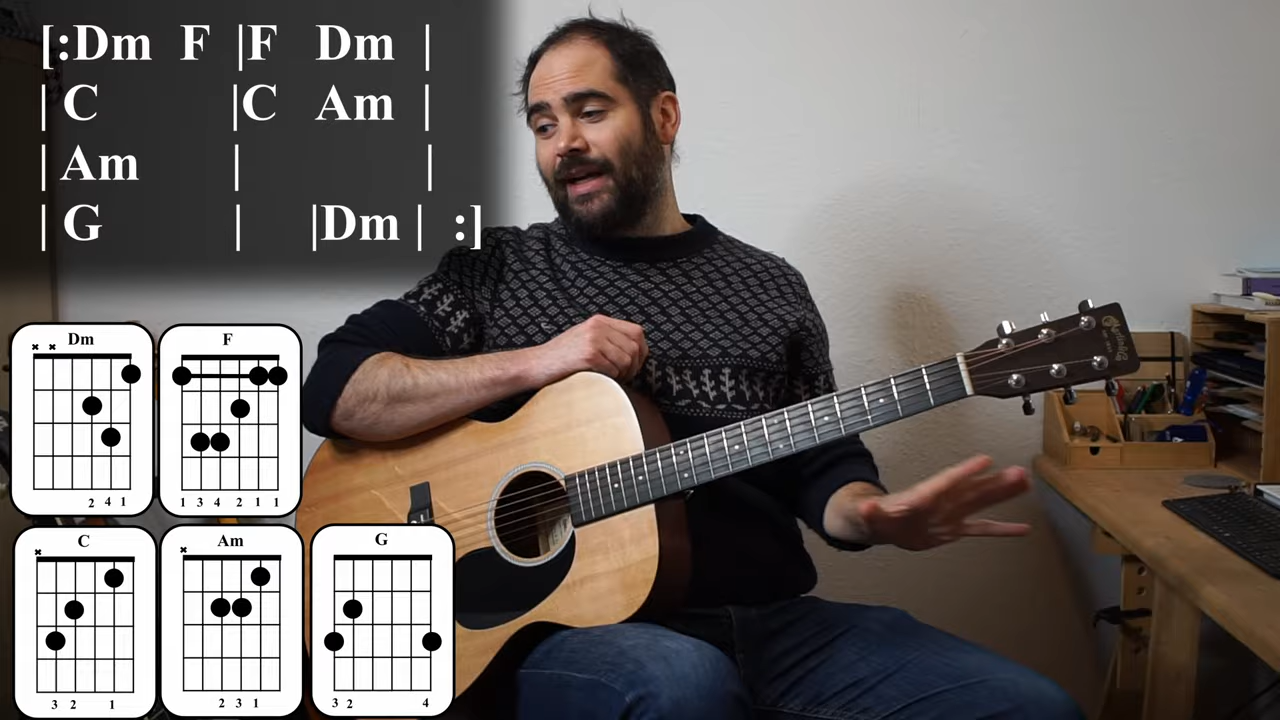 [:Dm F |F Dm |
| C |C Am |
| Am | |
| G | |Dm | :]
Dm
x x
2 4 1
F
1 3 4 2 1 1
C
x
3 2 1
Am
x
2 3 1
G
3 2 4